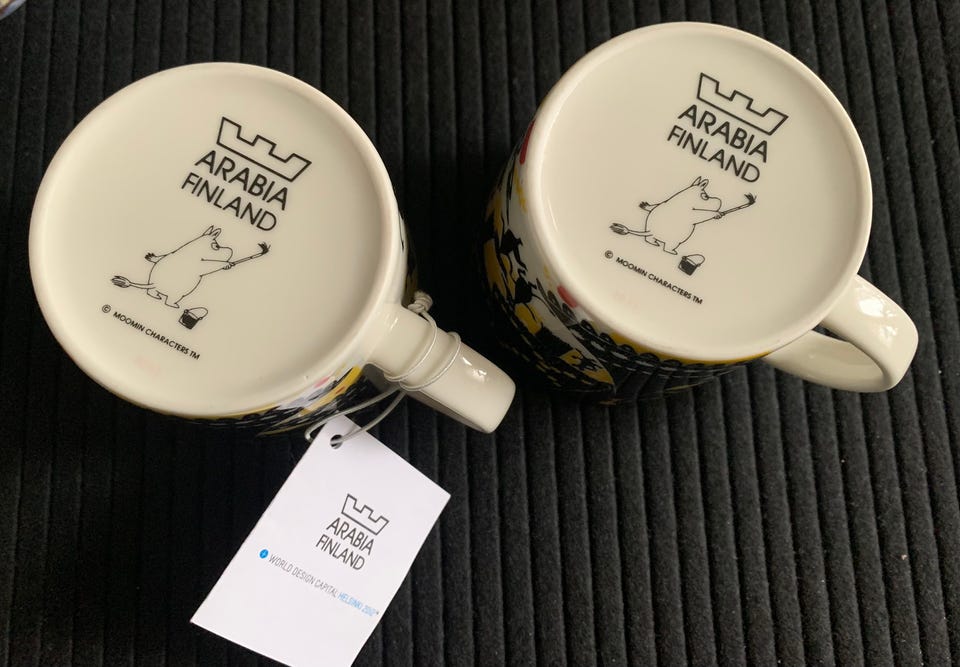 ARABIA
FINLAND
© MOOMIN CHARACTERS TM
ARABIA
FINLAND
© MOOMIN CHARACTERS TM
ARABIA
FINLAND
WORLD DESIGN CAPITAL HELSINKI 2012